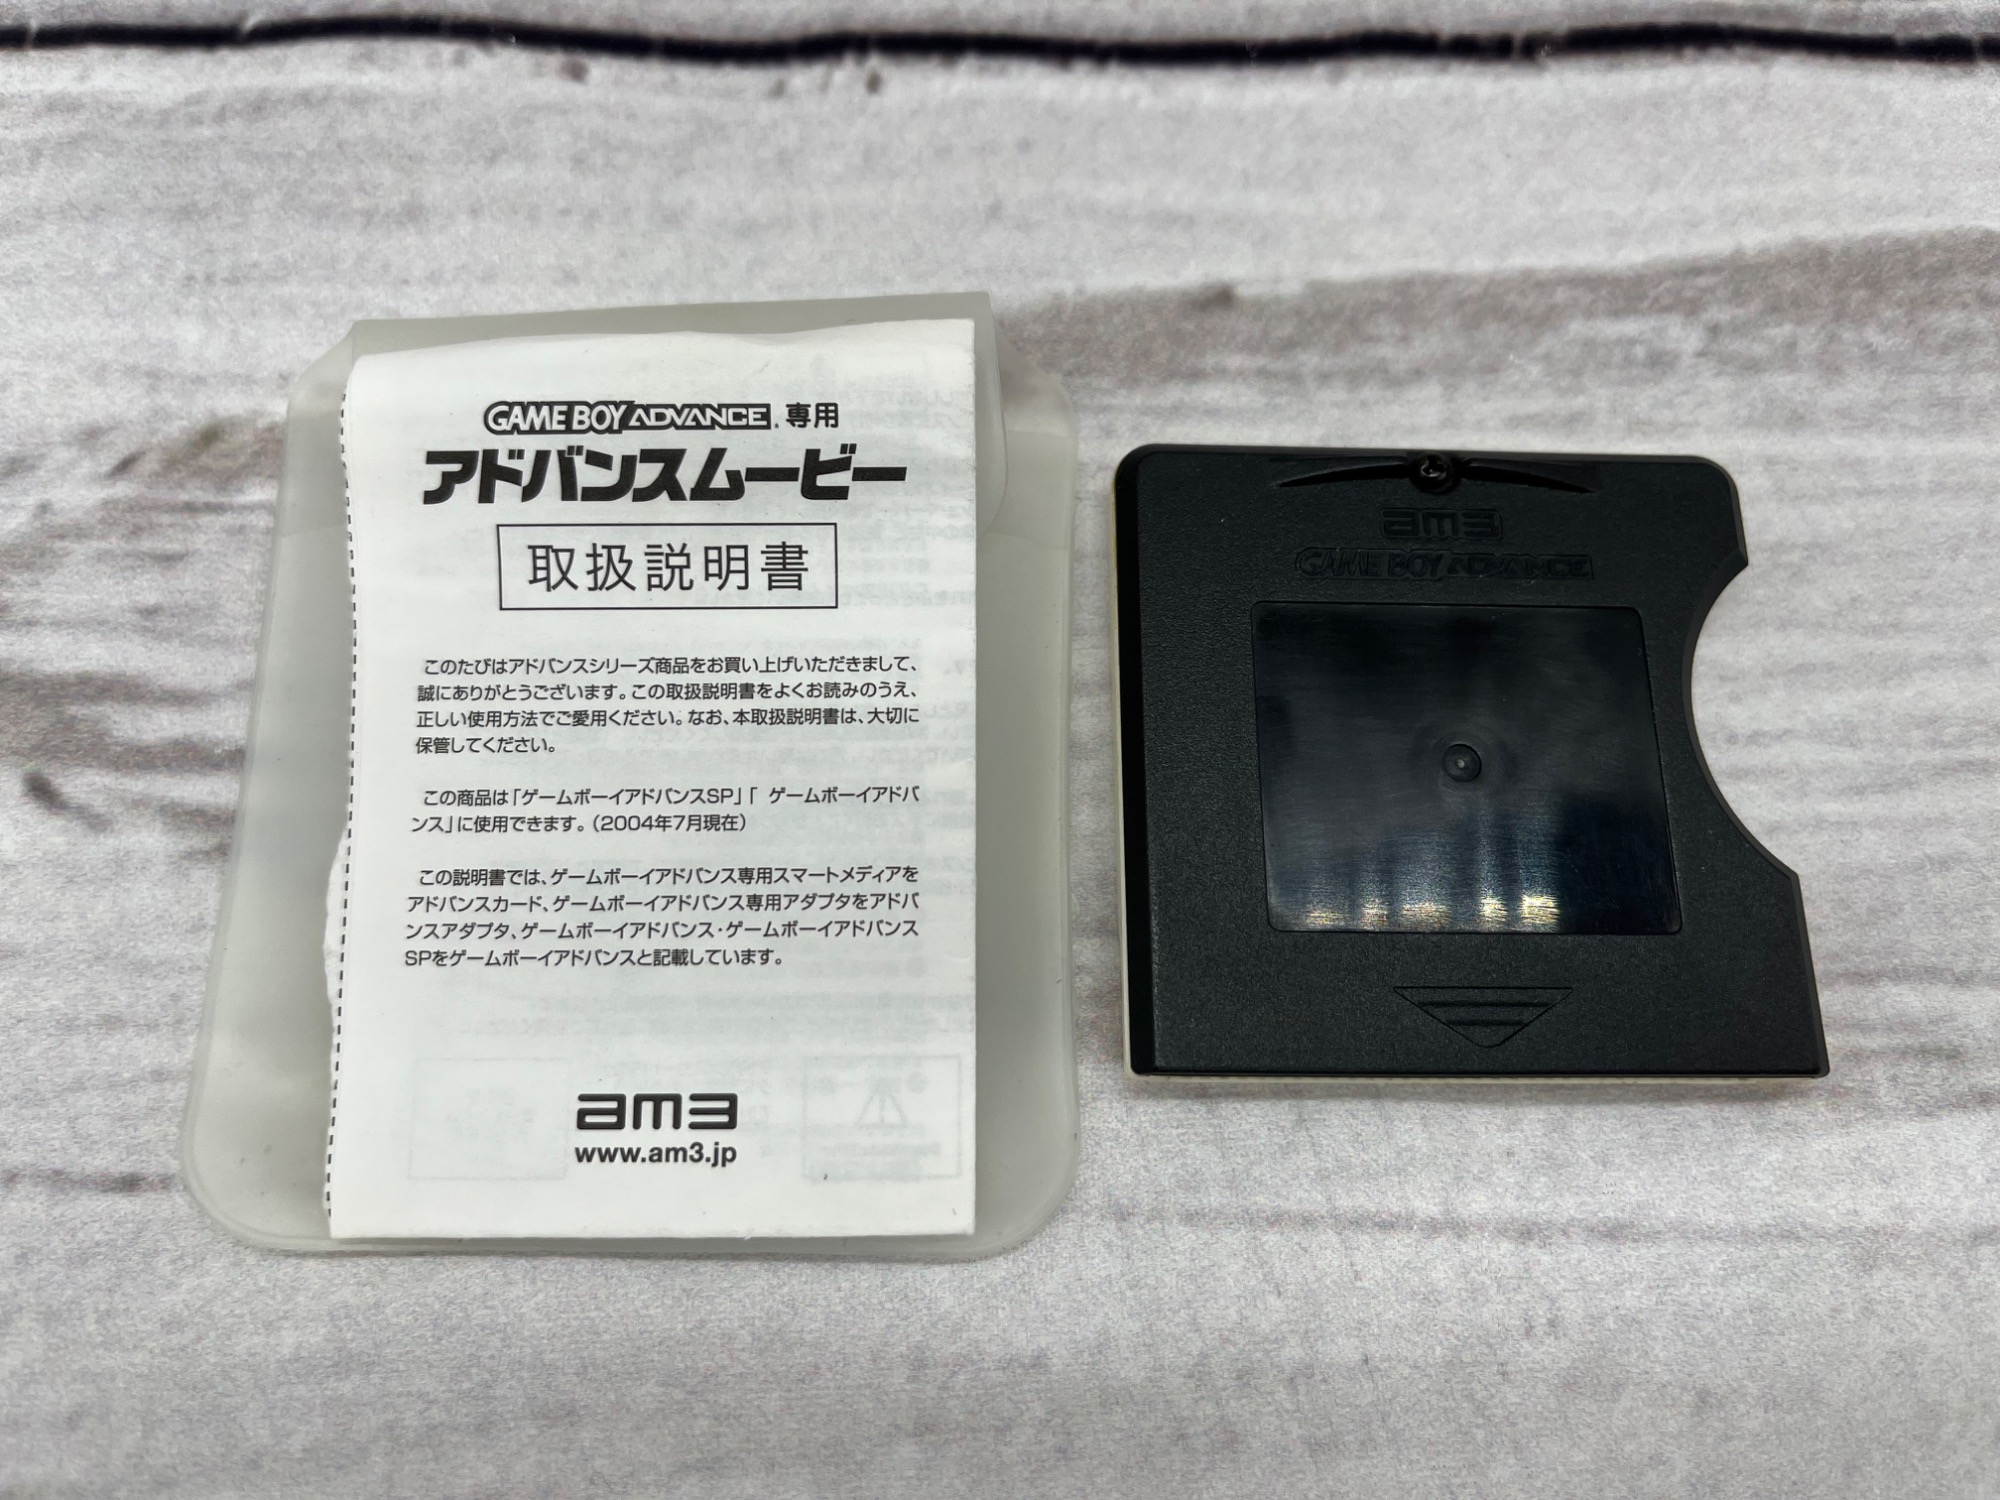 GAME BOY ADVANCE 専用
アドバンスムービー
取扱説明書
このたびはアドバンスシリーズ商品をお買い上げいただきまして、
誠にありがとうございます。この取扱説明書をよくお読みのうえ、
正しい使用方法でご愛用ください。なお、本取扱説明書は、大切に
保管してください。
この商品は「ゲームボーイアドバンスSP」「 ゲームボーイアドバ
ンス」に使用できます。(2004年7月現在)
この説明書では、ゲームボーイアドバンス専用スマートメディアを
アドバンスカード、ゲームボーイアドバンス専用アダプタをアドバ
ンスアダプタ、ゲームボーイアドバンス・ゲームボーイアドバンス
SPをゲームボーイアドバンスと記載しています。
am3
www.am3.jp
am3
GAME BOY ADVANCE